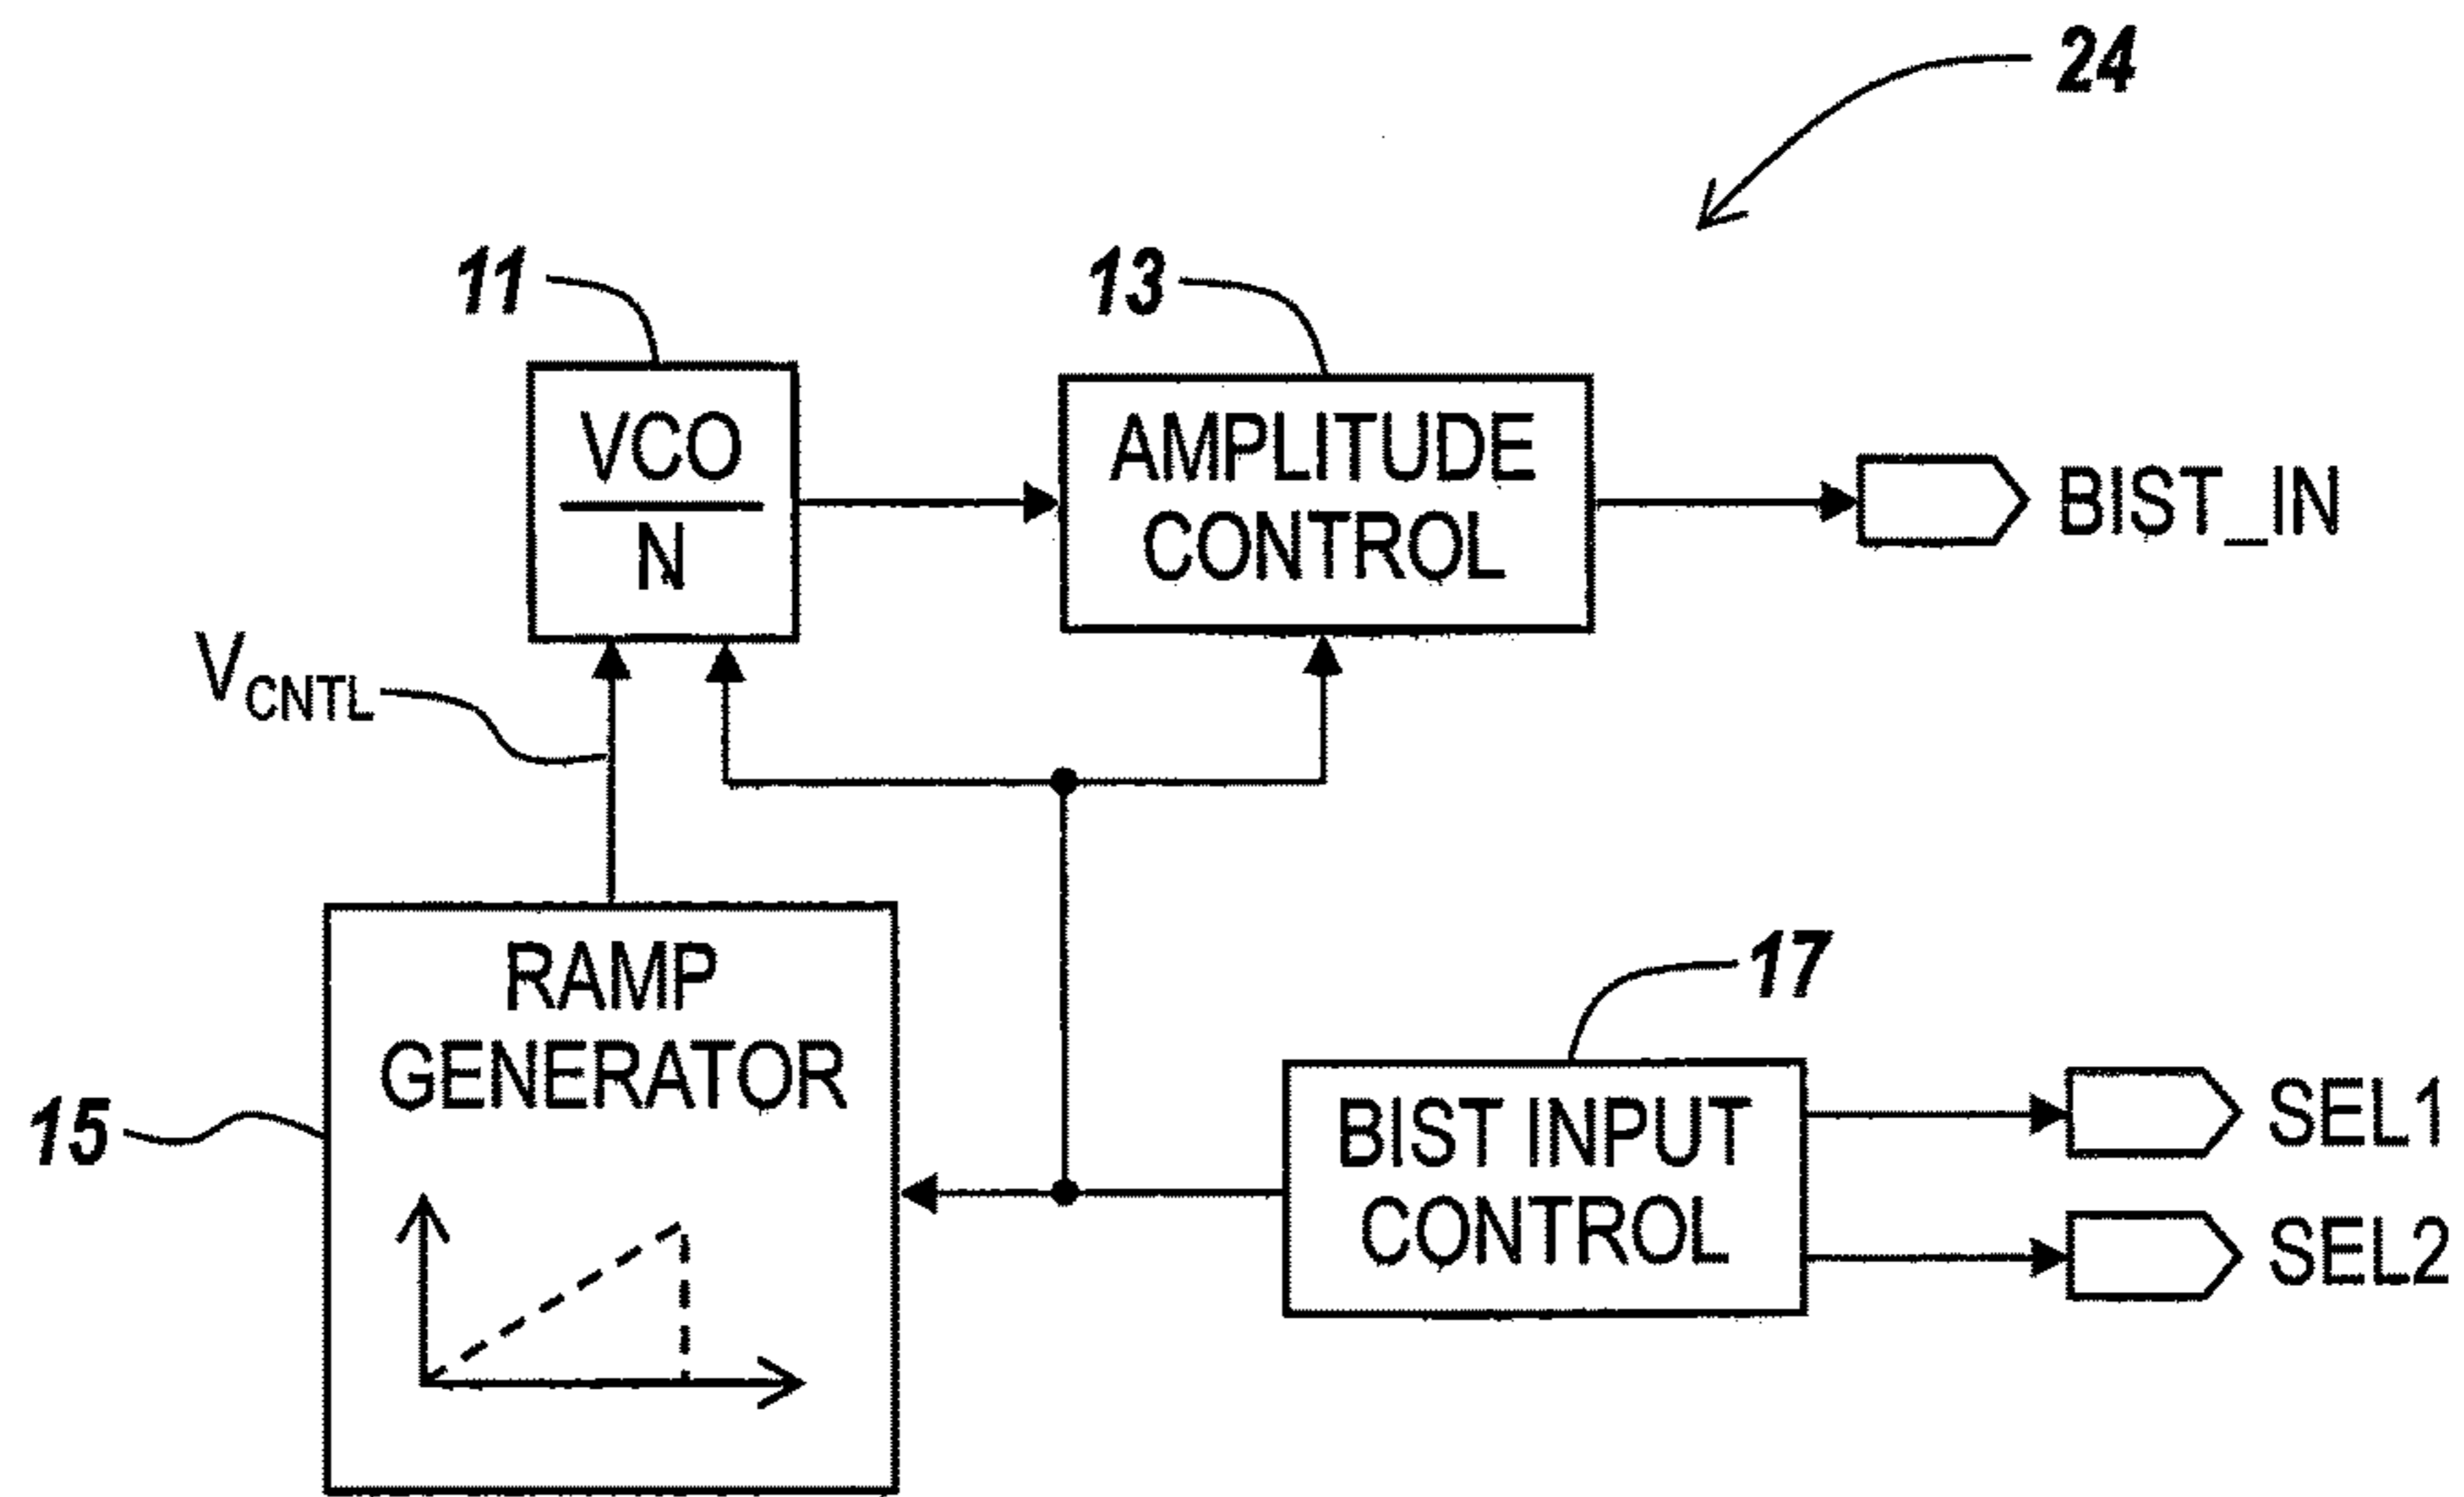 24
11
13
VCO
N
AMPLITUDE
CONTROL
BIST_IN
VCNTL
RAMP
GENERATOR
15
17
BIST INPUT
CONTROL
SEL1
SEL2